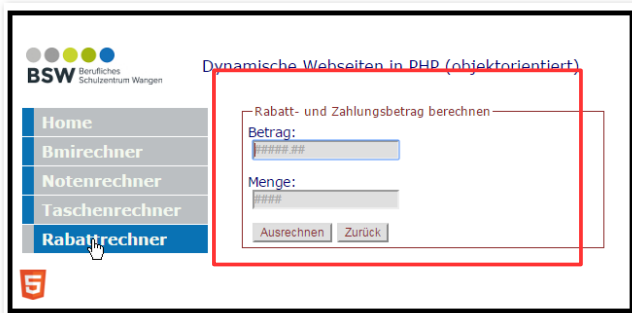 BSW Berufliches
Schulzentrum Wangen
Dynamische Webseiten in PHP (objektorientiert)
Home
Bmirechner
Notenrechner
Taschenrechner
Rabattrechner
Rabatt- und Zahlungsbetrag berechnen
Betrag:
#####.##
Menge:
####
Ausrechnen Zurück
5